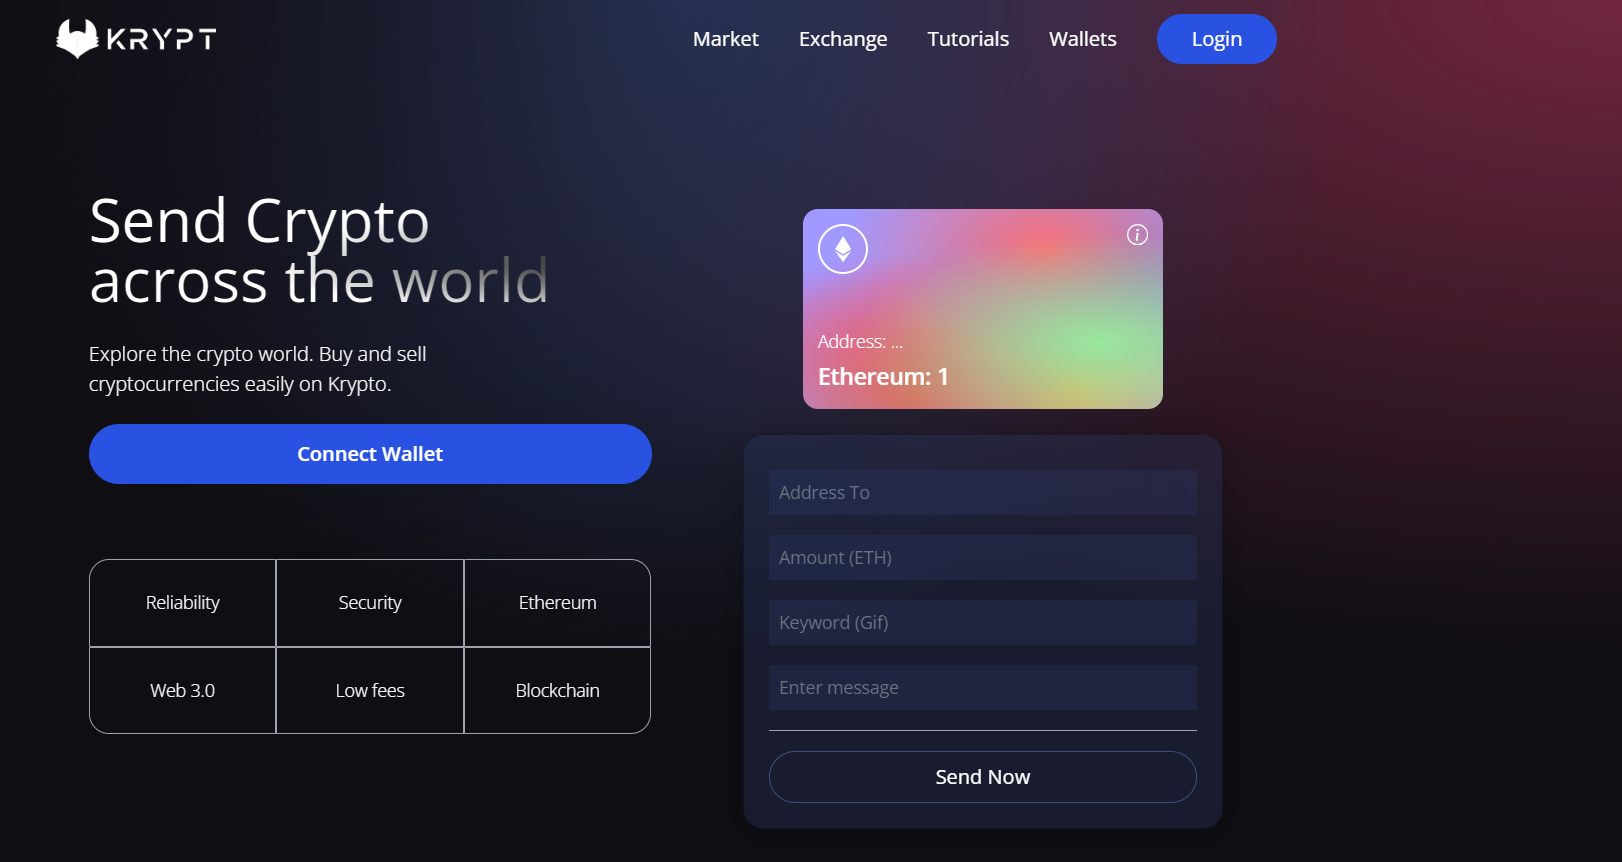 KRYPT
Market
Exchange
Tutorials
Wallets
Login
Send Crypto
across the world
Explore the crypto world. Buy and sell
cryptocurrencies easily on Krypto.
Connect Wallet
Reliability
Security
Ethereum
Web 3.0
Low fees
Blockchain
i
Address: ...
Ethereum: 1
Address To
Amount (ETH)
Keyword (Gif)
Enter message
Send Now